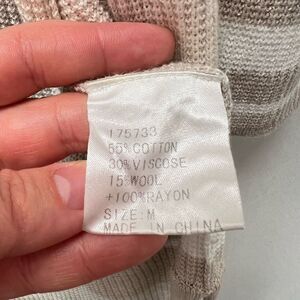 175733
55%COTTON
30%VISCOSE
15%WOOL
+100%RAYON
SIZE:M
MADE IN CHINA